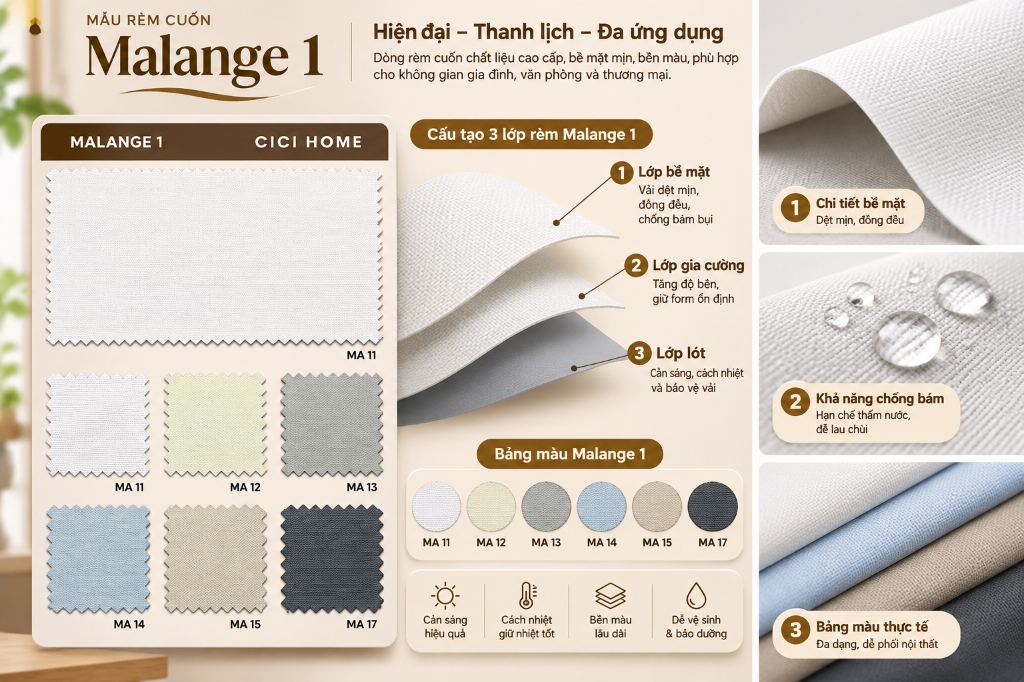 MẪU RÈM CUỐN
Malange 1
Hiện đại – Thanh lịch – Đa ứng dụng
Dòng rèm cuốn chất liệu cao cấp, bề mặt mịn, bền màu, phù hợp
cho không gian gia đình, văn phòng và thương mại.
MALANGE 1
CICI HOME
MA 11
MA 11
MA 12
MA 13
MA 14
MA 15
MA 17
Cấu tạo 3 lớp rèm Malange 1
1 Lớp bề mặt
Vải dệt mịn,
đông đều,
chống bám bụi
2 Lớp gia cường
Tăng độ bên,
giữ form ổn định
3 Lớp lót
Cản sáng, cách nhiệt
và bảo vệ vải
Bảng màu Malange 1
MA 11
MA 12
MA 13
MA 14
MA 15
MA 17
Cản sáng
hiệu quả
Cách nhiệt
giữ nhiệt tốt
Bền màu
lâu dài
Dễ vệ sinh
& bảo dưỡng
1 Chi tiết bề mặt
Dệt mịn, đông đều
2 Khả năng chống bám
Hạn chế thấm nước,
dễ lau chùi
3 Bảng màu thực tế
Đa dạng, dễ phối nội thất